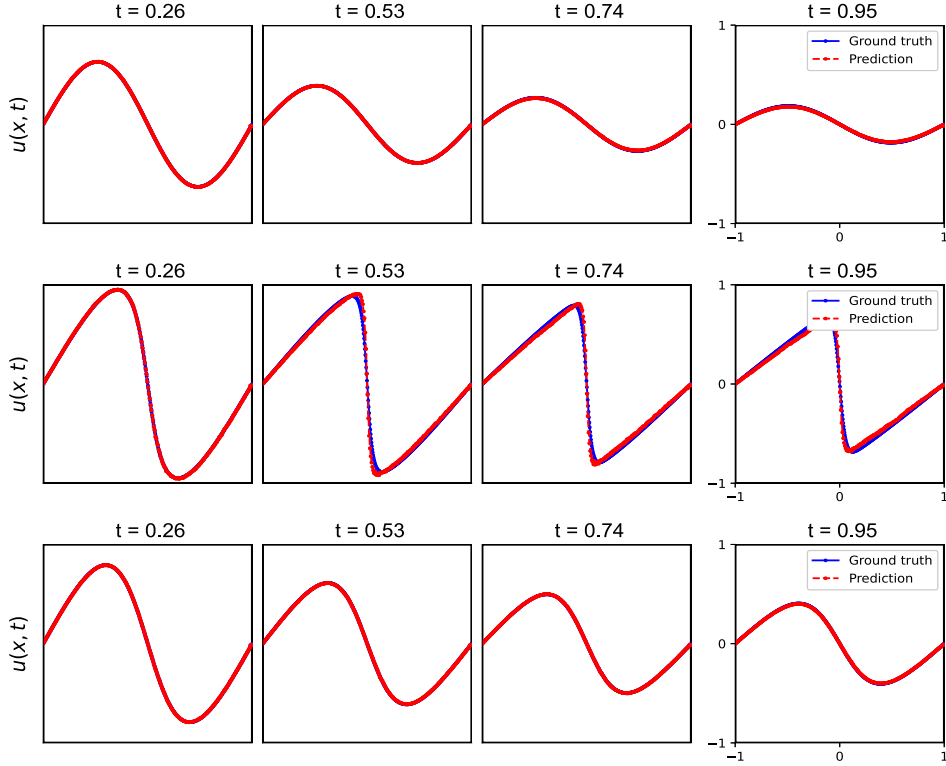 t = 0.26 t = 0.53 t = 0.74 t = 0.95
u(x, t)
1
Ground truth
Prediction
0
−1
−1 0 1
t = 0.26 t = 0.53 t = 0.74 t = 0.95
u(x, t)
1
Ground truth
Prediction
0
−1
−1 0 1
t = 0.26 t = 0.53 t = 0.74 t = 0.95
u(x, t)
1
Ground truth
Prediction
0
−1
−1 0 1